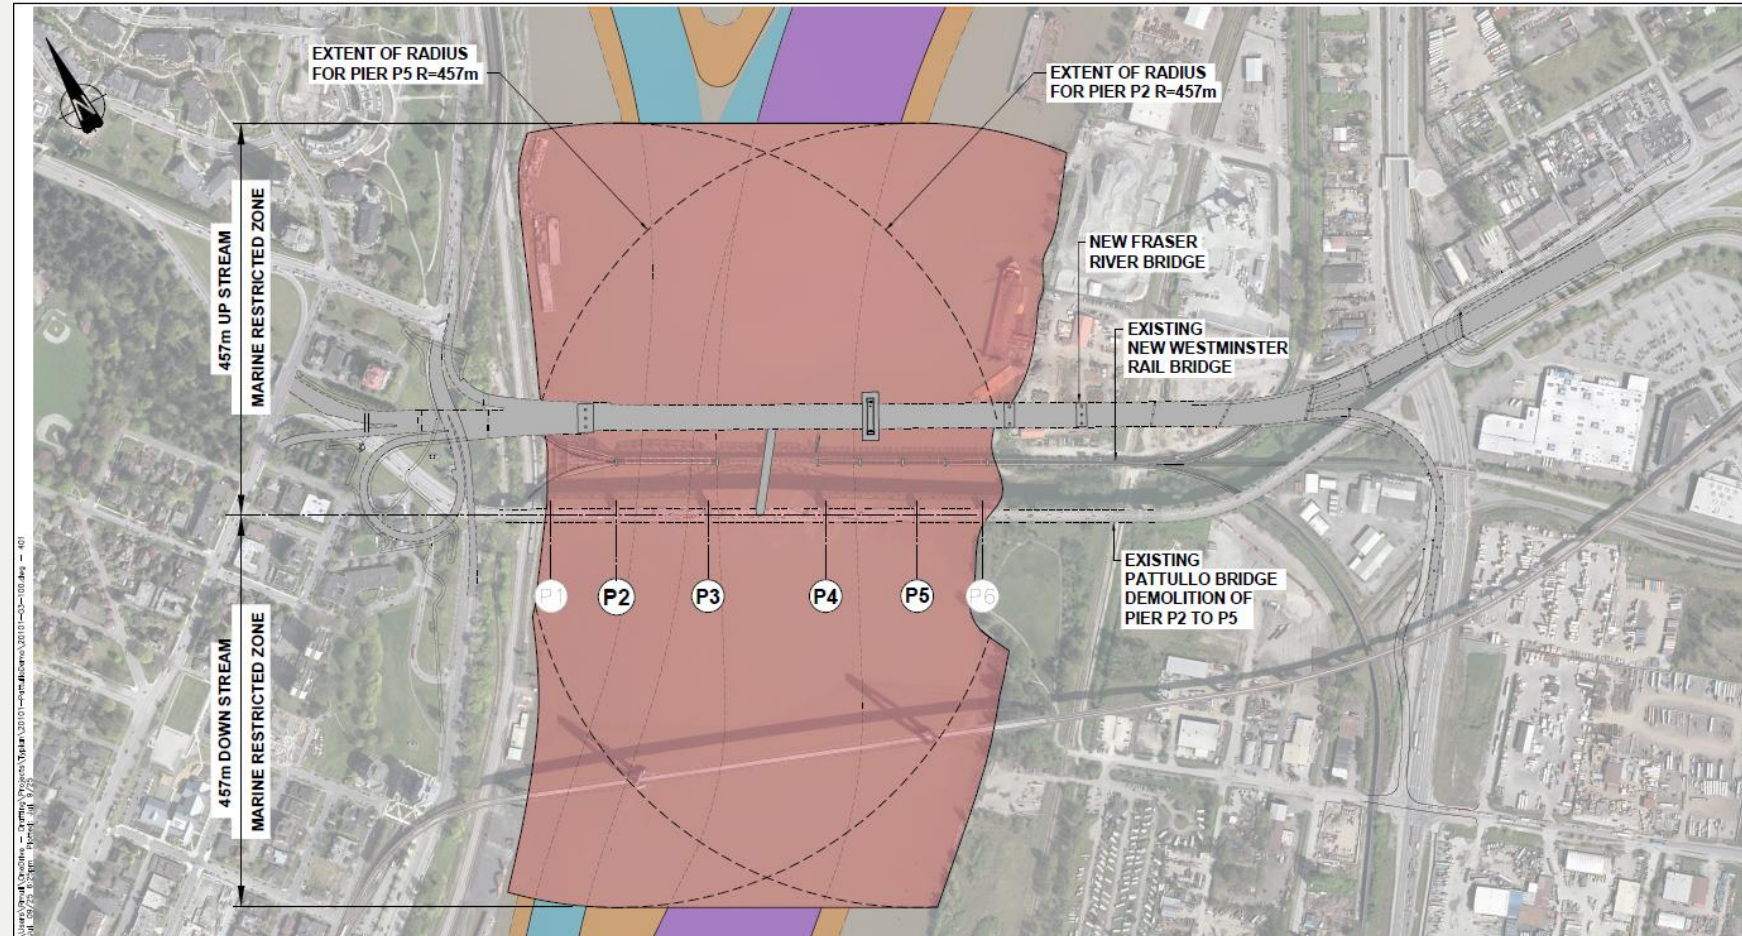 EXTENT OF RADIUS
FOR PIER P5 R=457m
EXTENT OF RADIUS
FOR PIER P2 R=457m
N
457m UP STREAM
MARINE RESTRICTED ZONE
NEW FRASER
RIVER BRIDGE
EXISTING
NEW WESTMINSTER
RAIL BRIDGE
P1
P2
P3
P4
P5
P6
EXISTING
PATTULLO BRIDGE
DEMOLITION OF
PIER P2 TO P5
457m DOWN STREAM
MARINE RESTRICTED ZONE